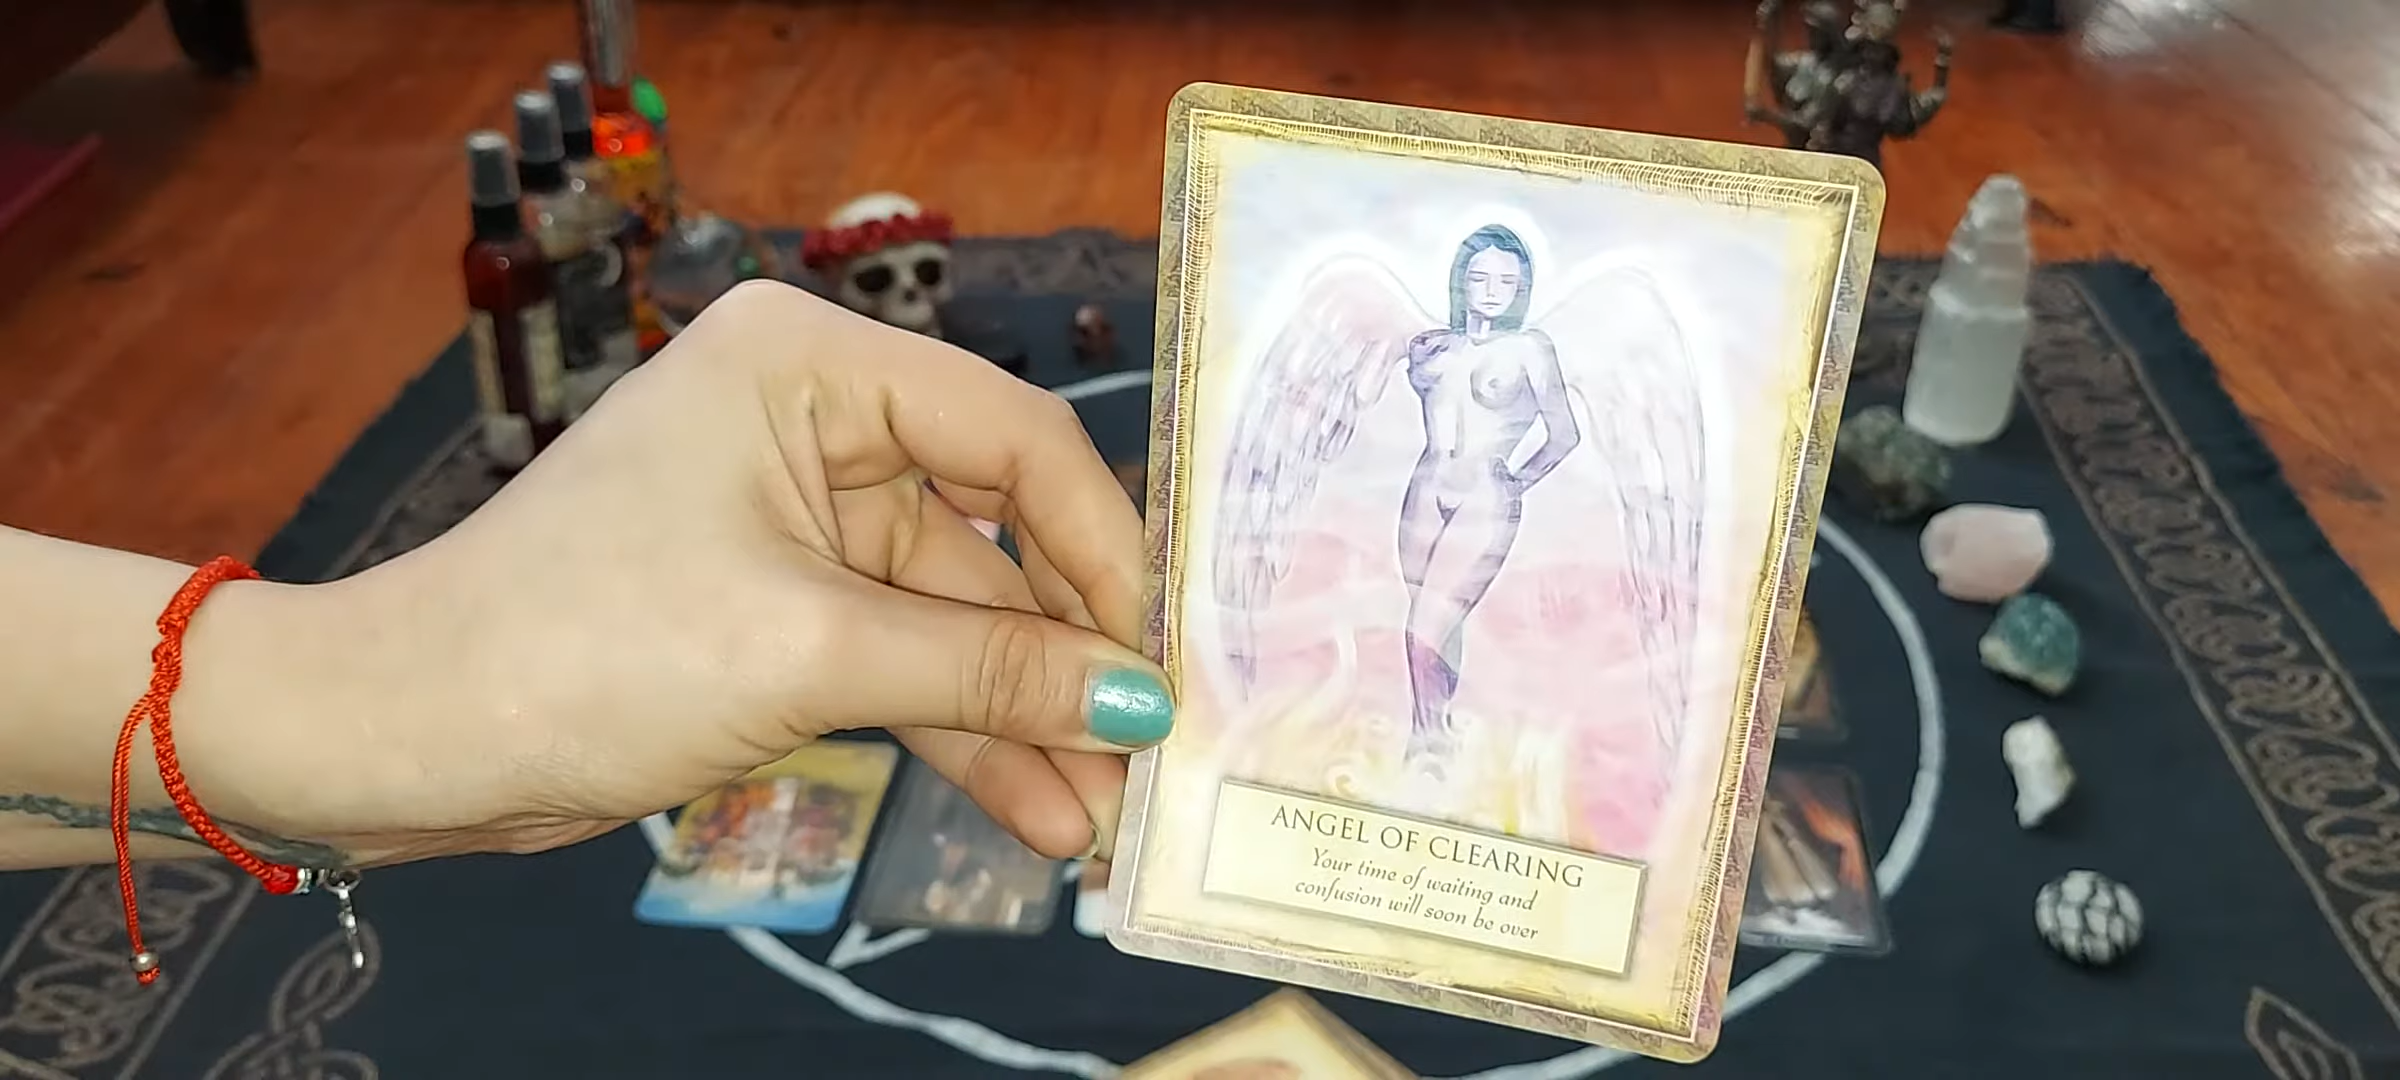 ANGEL OF CLEARING
Your time of waiting and
confusion will soon be over